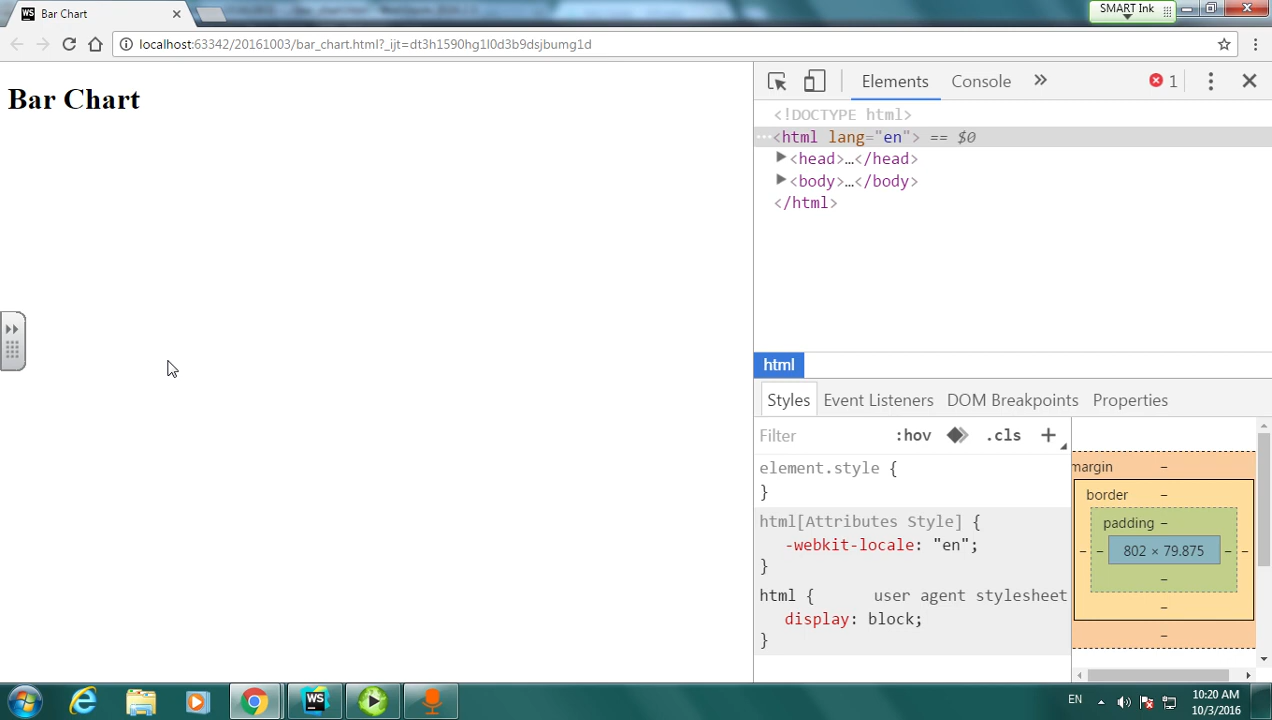 WS Bar Chart
SMART Ink
localhost:63342/20161003/bar_chart.html?_ijt=dt3h1590hg1l0d3b9dsjbumg1d
Bar Chart
Elements Console 1
<!DOCTYPE html>
<html lang="en"> == $0
<head>…</head>
<body>…</body>
</html>
html
Styles Event Listeners DOM Breakpoints Properties
Filter :hov .cls +
element.style {
}
html[Attributes Style] {
-webkit-locale: "en";
}
html { user agent stylesheet
display: block;
}
margin –
border –
padding –
– – 802 × 79.875 – –
–
–
–
WS
EN
10:20 AM
10/3/2016